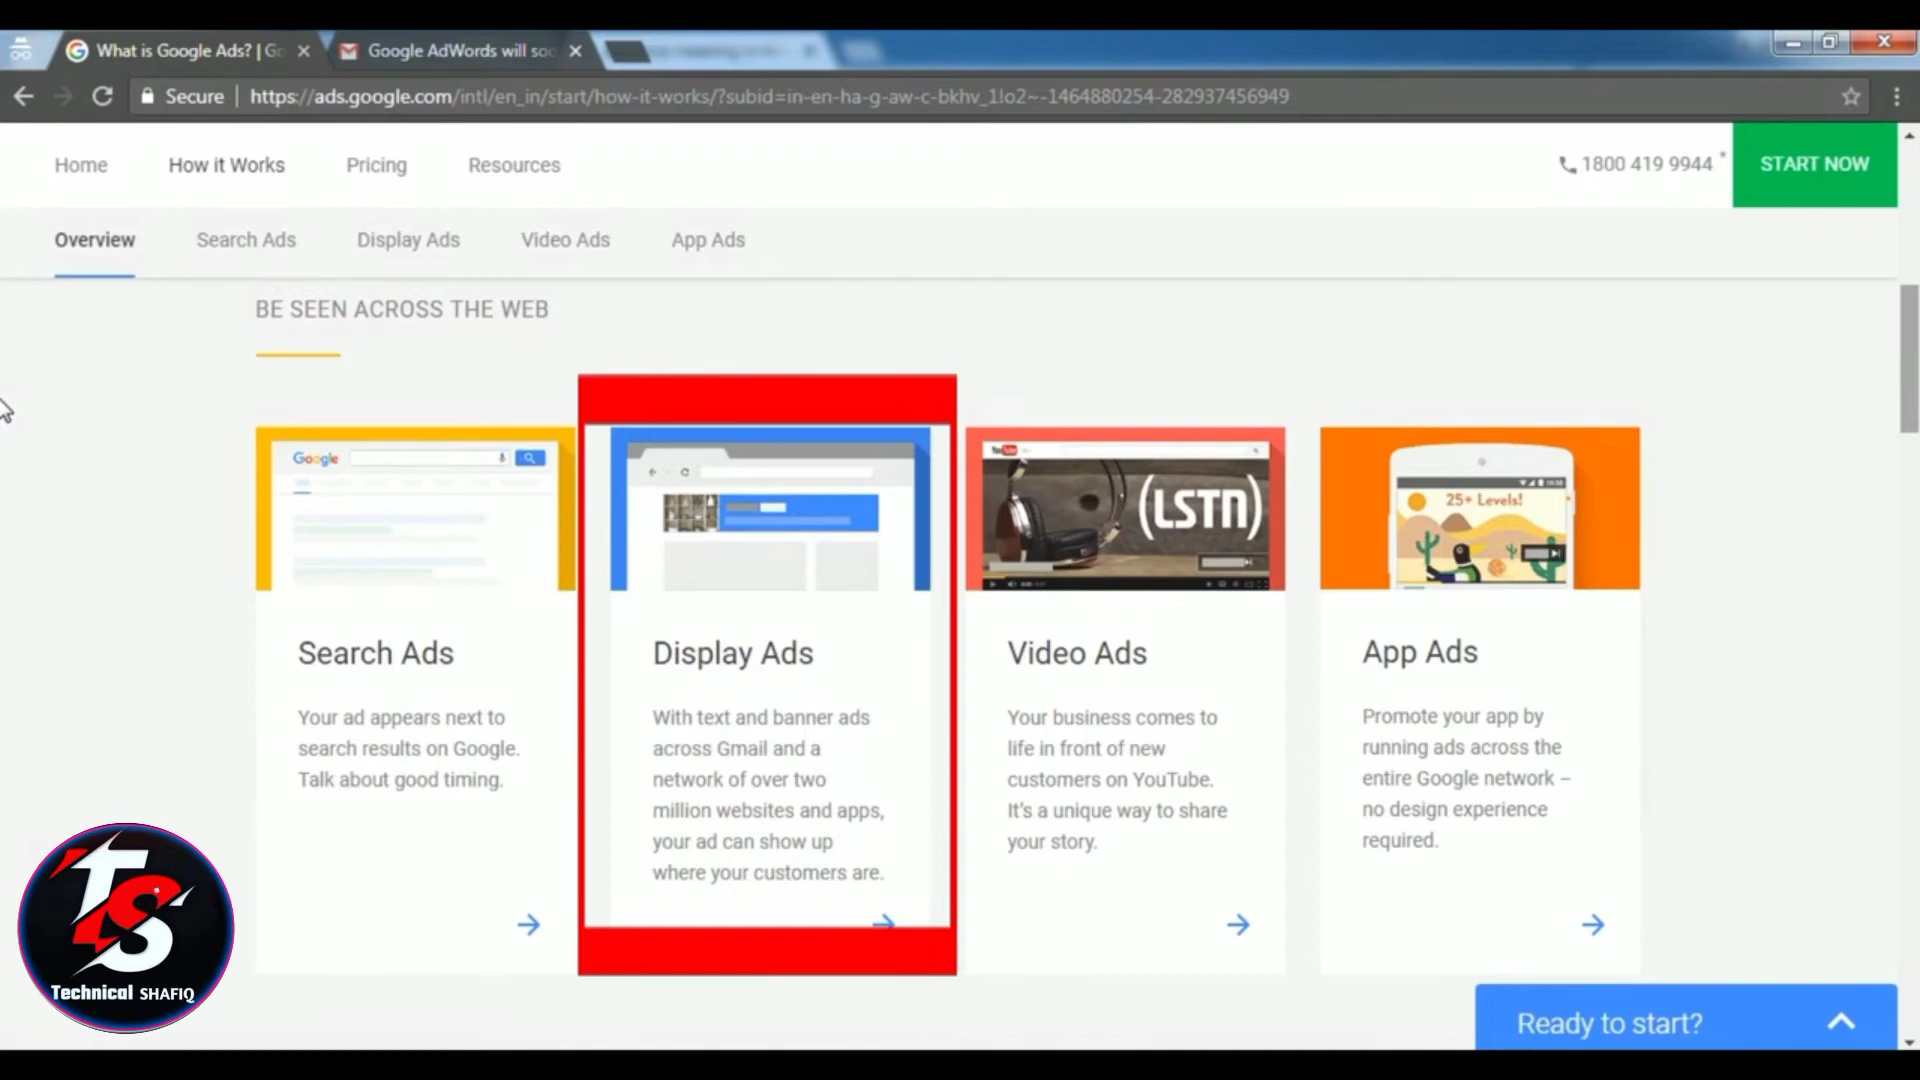 What is Google Ads? | Go
Google AdWords will soo
Secure
https://ads.google.com/intl/en_in/start/how-it-works/?subid=in-en-ha-g-aw-c-bkhv_1!o2~-1464880254-282937456949
Home
How it Works
Pricing
Resources
1800 419 9944 *
START NOW
Overview
Search Ads
Display Ads
Video Ads
App Ads
BE SEEN ACROSS THE WEB
Google
YouTube
(LSTN)
25+ Levels!
Search Ads
Your ad appears next to
search results on Google.
Talk about good timing.
Display Ads
With text and banner ads
across Gmail and a
network of over two
million websites and apps,
your ad can show up
where your customers are.
Video Ads
Your business comes to
life in front of new
customers on YouTube.
It's a unique way to share
your story.
App Ads
Promote your app by
running ads across the
entire Google network –
no design experience
required.
TS
Technical SHAFIQ
Ready to start?